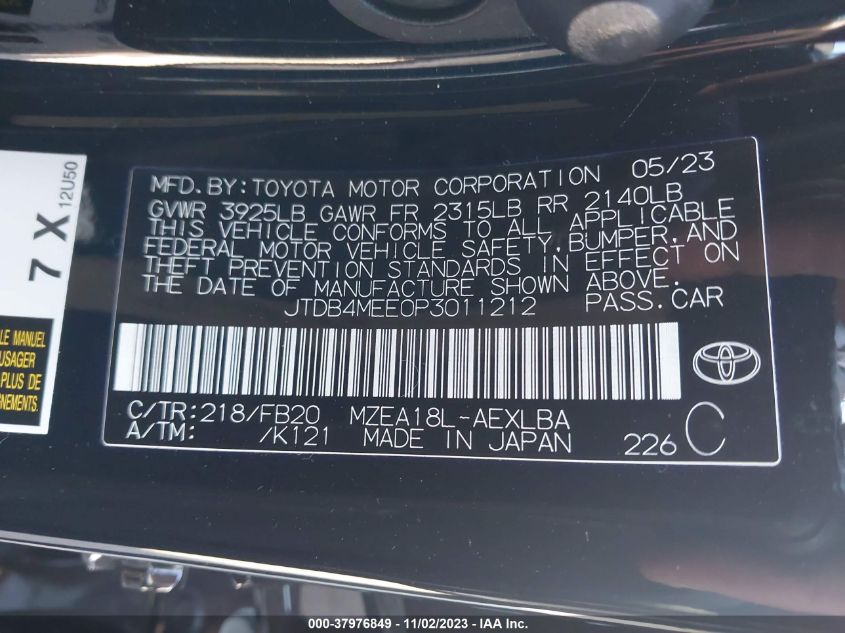 MFD.BY:TOYOTA MOTOR CORPORATION 05/23
GVWR 3925LB GAWR FR 2315LB RR 2140LB
THIS VEHICLE CONFORMS TO ALL APPLICABLE
FEDERAL MOTOR VEHICLE SAFETY,BUMPER,AND
THEFT PREVENTION STANDARDS IN EFFECT ON
THE DATE OF MANUFACTURE SHOWN ABOVE.
JTDB4MEE0P3011212 PASS.CAR
C/TR:218/FB20 MZEA18L-AEXLBA
A/TM: /K121 MADE IN JAPAN 226 C
7 X
12U50
LE MANUEL
USAGER
PLUS DE
GNEMENTS.
000-37976849 - 11/02/2023 - IAA Inc.